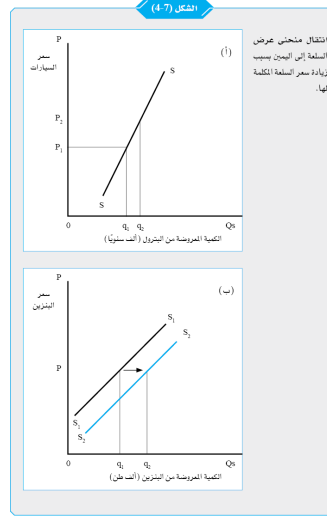 الشكل (7-4)
انتقال منحنى عرض
السلعة إلى اليمين بسبب
زيادة سعر السلعة المكملة
لها.
(أ)
P
سعر
السيارات
S
P₂
P₁
S
0
q₁
q₂
Qs
الكمية المعروضة من البترول (ألف سنويًا)
(ب)
P
سعر
البنزين
S₁
S₂
P
S₁
S₂
0
q₁
q₂
Qs
الكمية المعروضة من البنزين (ألف طن)